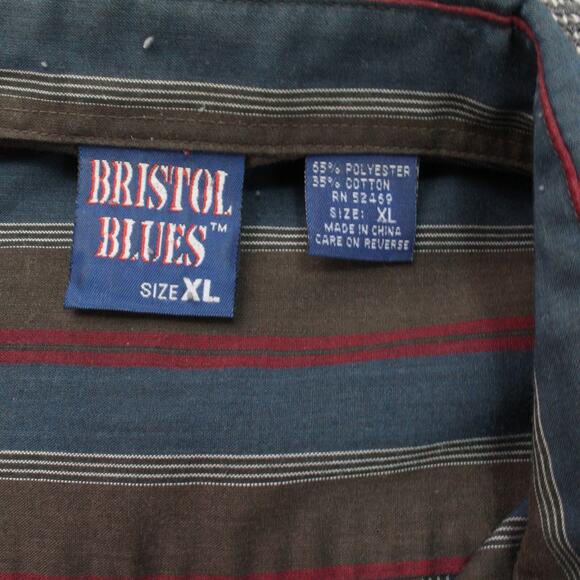 BRISTOL
BLUES™
SIZE XL
65% POLYESTER
35% COTTON
RN 52469
SIZE: XL
MADE IN CHINA
CARE ON REVERSE